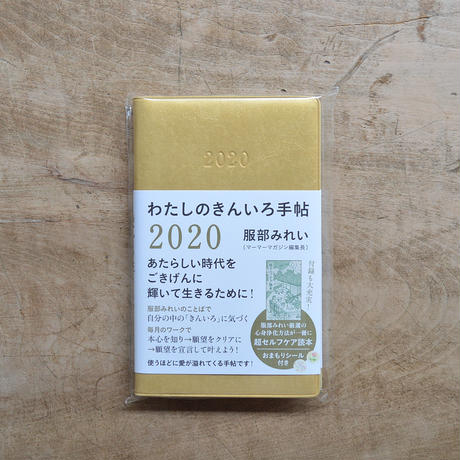 2020
わたしのきんいろ手帖
2020
服部みれい
(マーマーマガジン編集長)
あたらしい時代を
ごきげんに
輝いて生きるために!
服部みれいのことばで
自分の中の「きんいろ」に気づく
毎月のワークで
本心を知り→願望をクリアに
→願望を宣言して叶えよう!
使うほどに愛が溢れてくる手帖です!
付録も大充実!
服部みれい厳選の
心身浄化方法が一冊に
超セルフケア読本
おまもりシール
付き